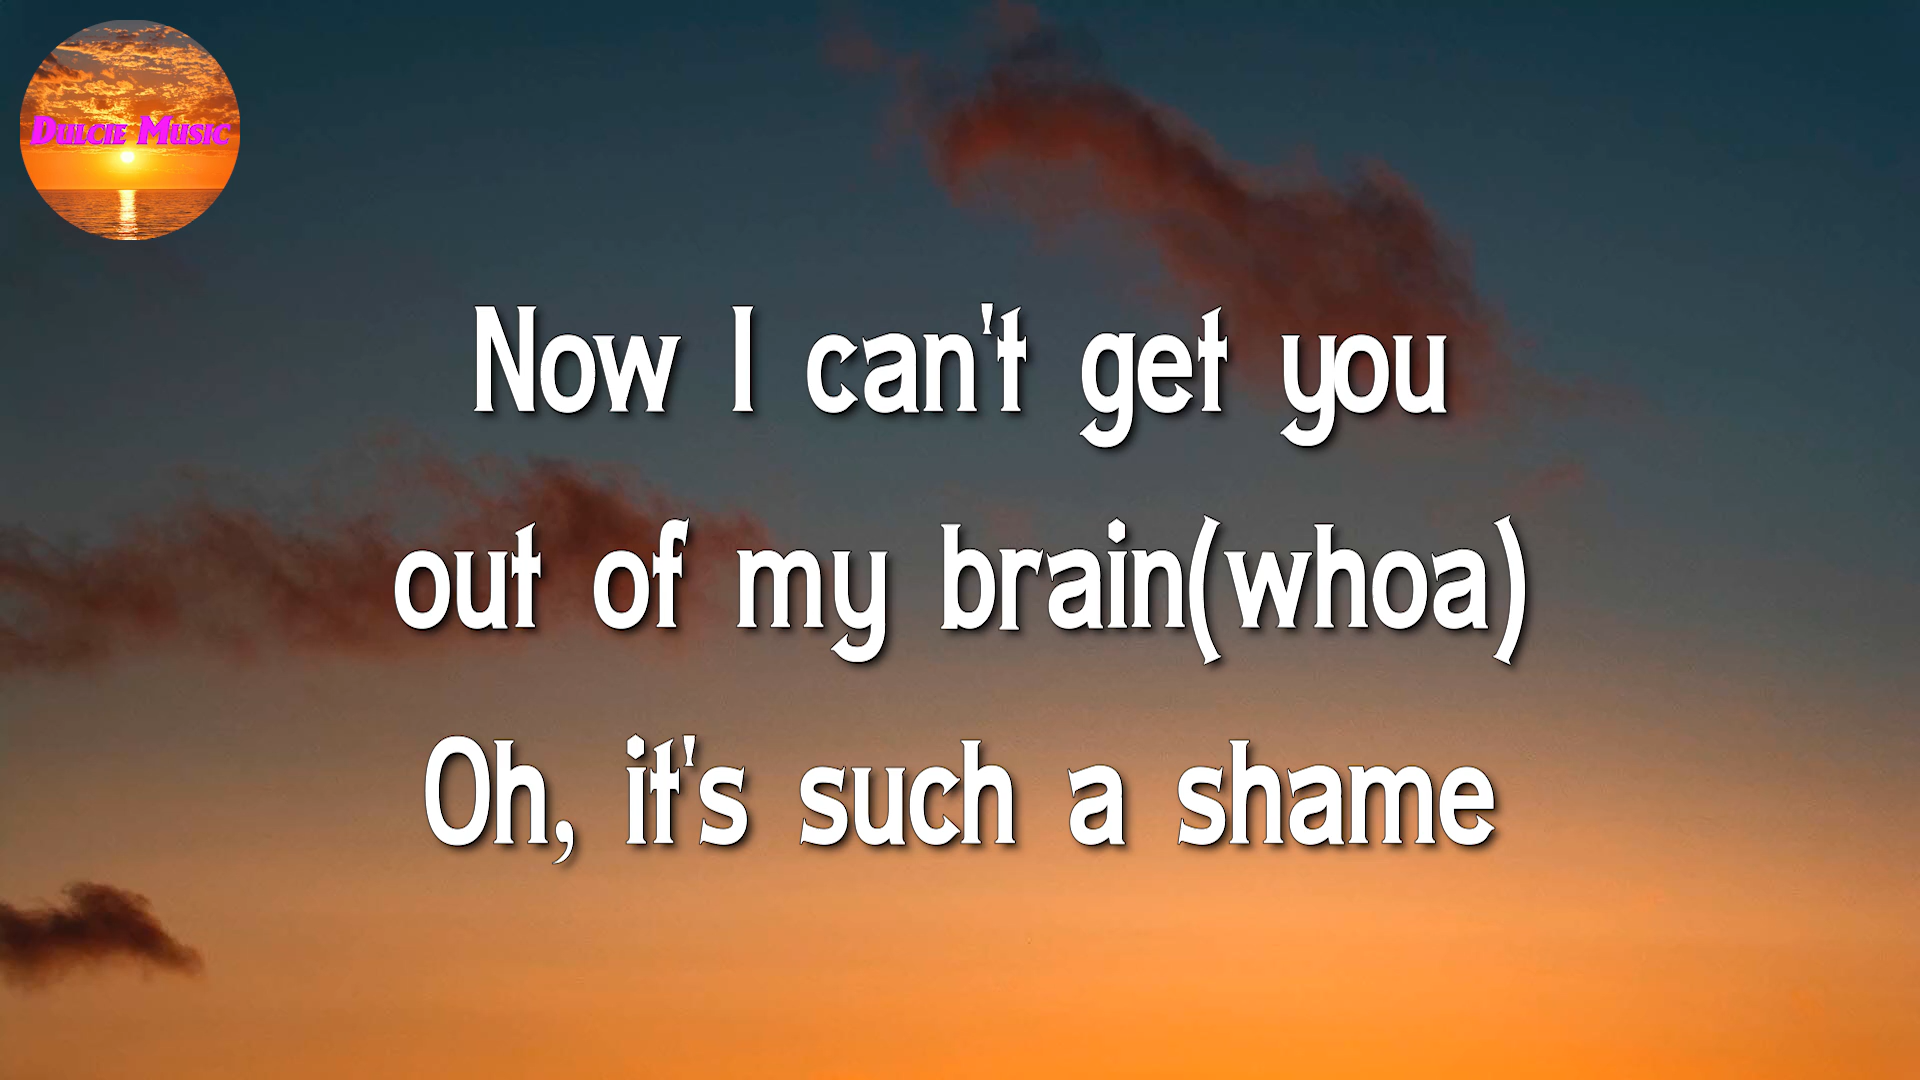 Dulcie Music
Now I can't get you
out of my brain(whoa)
Oh, it's such a shame